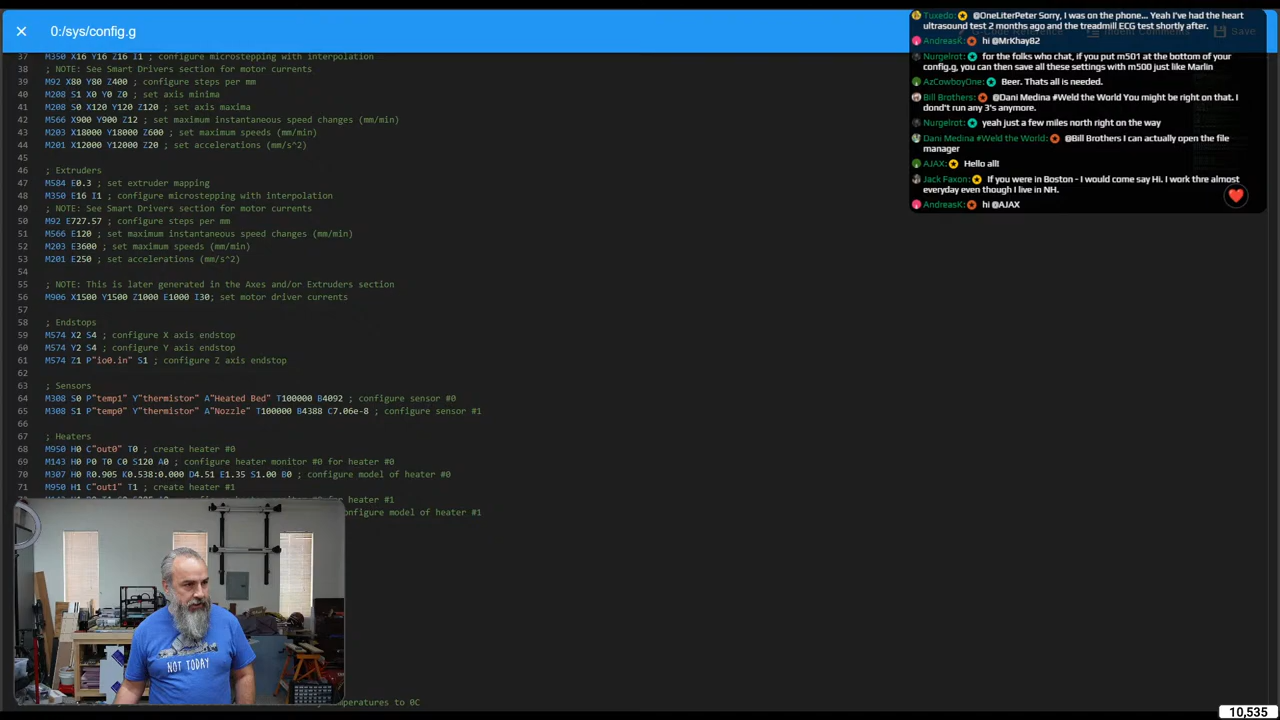 0:/sys/config.g
37 M350 X16 Y16 Z16 I1 ; configure microstepping with interpolation
38 ; NOTE: See Smart Drivers section for motor currents
39 M92 X80 Y80 Z400 ; configure steps per mm
40 M208 S1 X0 Y0 Z0 ; set axis minima
41 M208 S0 X120 Y120 Z120 ; set axis maxima
42 M566 X900 Y900 Z12 ; set maximum instantaneous speed changes (mm/min)
43 M203 X18000 Y18000 Z600 ; set maximum speeds (mm/min)
44 M201 X12000 Y12000 Z20 ; set accelerations (mm/s^2)
45
46 ; Extruders
47 M584 E0.3 ; set extruder mapping
48 M350 E16 I1 ; configure microstepping with interpolation
49 ; NOTE: See Smart Drivers section for motor currents
50 M92 E727.57 ; configure steps per mm
51 M566 E120 ; set maximum instantaneous speed changes (mm/min)
52 M203 E3600 ; set maximum speeds (mm/min)
53 M201 E250 ; set accelerations (mm/s^2)
54
55 ; NOTE: This is later generated in the Axes and/or Extruders section
56 M906 X1500 Y1500 Z1000 E1000 I30; set motor driver currents
57
58 ; Endstops
59 M574 X2 S4 ; configure X axis endstop
60 M574 Y2 S4 ; configure Y axis endstop
61 M574 Z1 P"io0.in" S1 ; configure Z axis endstop
62
63 ; Sensors
64 M308 S0 P"temp1" Y"thermistor" A"Heated Bed" T100000 B4092 ; configure sensor #0
65 M308 S1 P"temp0" Y"thermistor" A"Nozzle" T100000 B4388 C7.06e-8 ; configure sensor #1
66
67 ; Heaters
68 M950 H0 C"out0" T0 ; create heater #0
69 M143 H0 P0 T0 C0 S120 A0 ; configure heater monitor #0 for heater #0
70 M307 H0 R0.905 K0.538:0.000 D4.51 E1.35 S1.00 B0 ; configure model of heater #0
71 M950 H1 C"out1" T1 ; create heater #1
for heater #1
configure model of heater #1
temperatures to 0C
Tuxedo: @OneLiterPeter Sorry, I was on the phone... Yeah I've had the heart
ultrasound test 2 months ago and the treadmill ECG test shortly after.
AndreasK: hi @MrKhay82
Nurgelrot: for the folks who chat, if you put m501 at the bottom of your
config.g, you can then save all these settings with m500 just like Marlin
AzCowboyOne: Beer. Thats all is needed.
Bill Brothers: @Dani Medina #Weld the World You might be right on that. I
dond't run any 3's anymore.
Nurgelrot: yeah just a few miles north right on the way
Dani Medina #Weld the World: @Bill Brothers I can actually open the file
manager
AJAX: Hello all!
Jack Faxon: If you were in Boston - I would come say Hi. I work thre almost
everyday even though I live in NH.
AndreasK: hi @AJAX
Save
NOT TODAY
10,535